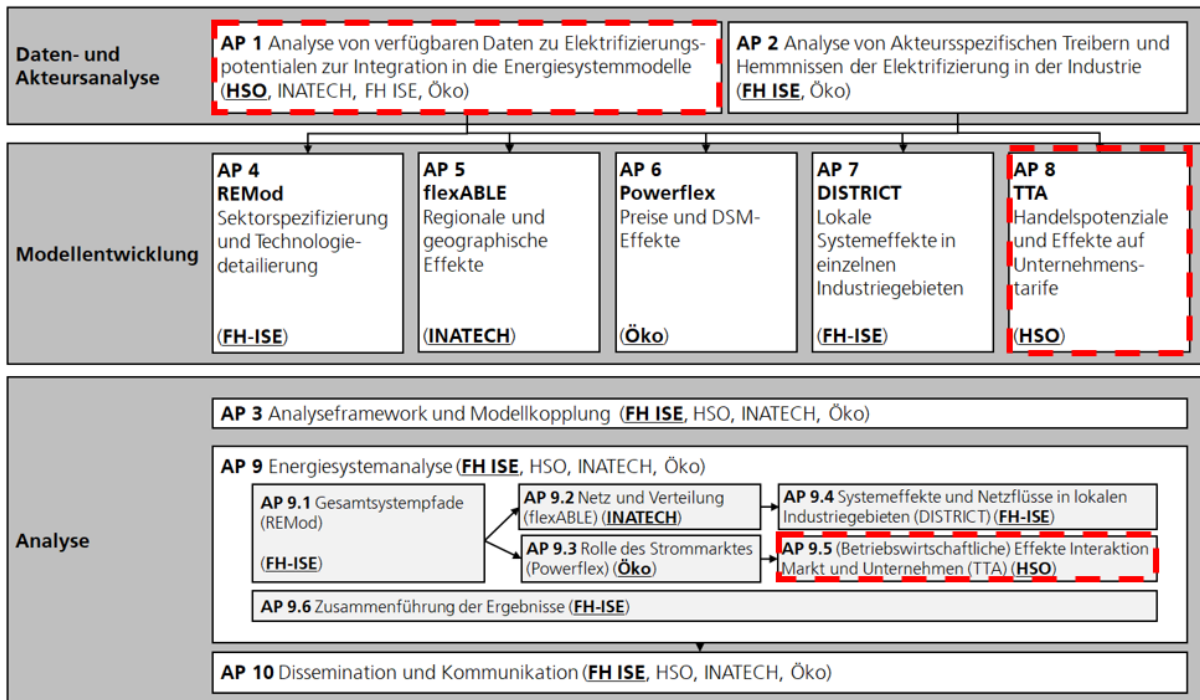 Daten- und
Akteursanalyse
AP 1 Analyse von verfügbaren Daten zu Elektrifizierungs-
potentialen zur Integration in die Energiesystemmodelle
(HSO, INATECH, FH ISE, Öko)
AP 2 Analyse von Akteursspezifischen Treibern und
Hemmnissen der Elektrifizierung in der Industrie
(FH ISE, Öko)
Modellentwicklung
AP 4
REMod
Sektorspezifizierung
und Technologie-
detailierung
(FH-ISE)
AP 5
flexABLE
Regionale und
geographische
Effekte
(INATECH)
AP 6
Powerflex
Preise und DSM-
Effekte
(Öko)
AP 7
DISTRICT
Lokale
Systemeffekte in
einzelnen
Industriegebieten
(FH-ISE)
AP 8
TTA
Handelspotenziale
und Effekte auf
Unternehmens-
tarife
(HSO)
Analyse
AP 3 Analyseframework und Modellkopplung (FH ISE, HSO, INATECH, Öko)
AP 9 Energiesystemanalyse (FH ISE, HSO, INATECH, Öko)
AP 9.1 Gesamtsystempfade
(REMod)
(FH-ISE)
AP 9.2 Netz und Verteilung
(flexABLE) (INATECH)
AP 9.3 Rolle des Strommarktes
(Powerflex) (Öko)
AP 9.4 Systemeffekte und Netzflüsse in lokalen
Industriegebieten (DISTRICT) (FH-ISE)
AP 9.5 (Betriebswirtschaftliche) Effekte Interaktion
Markt und Unternehmen (TTA) (HSO)
AP 9.6 Zusammenführung der Ergebnisse (FH-ISE)
AP 10 Dissemination und Kommunikation (FH ISE, HSO, INATECH, Öko)